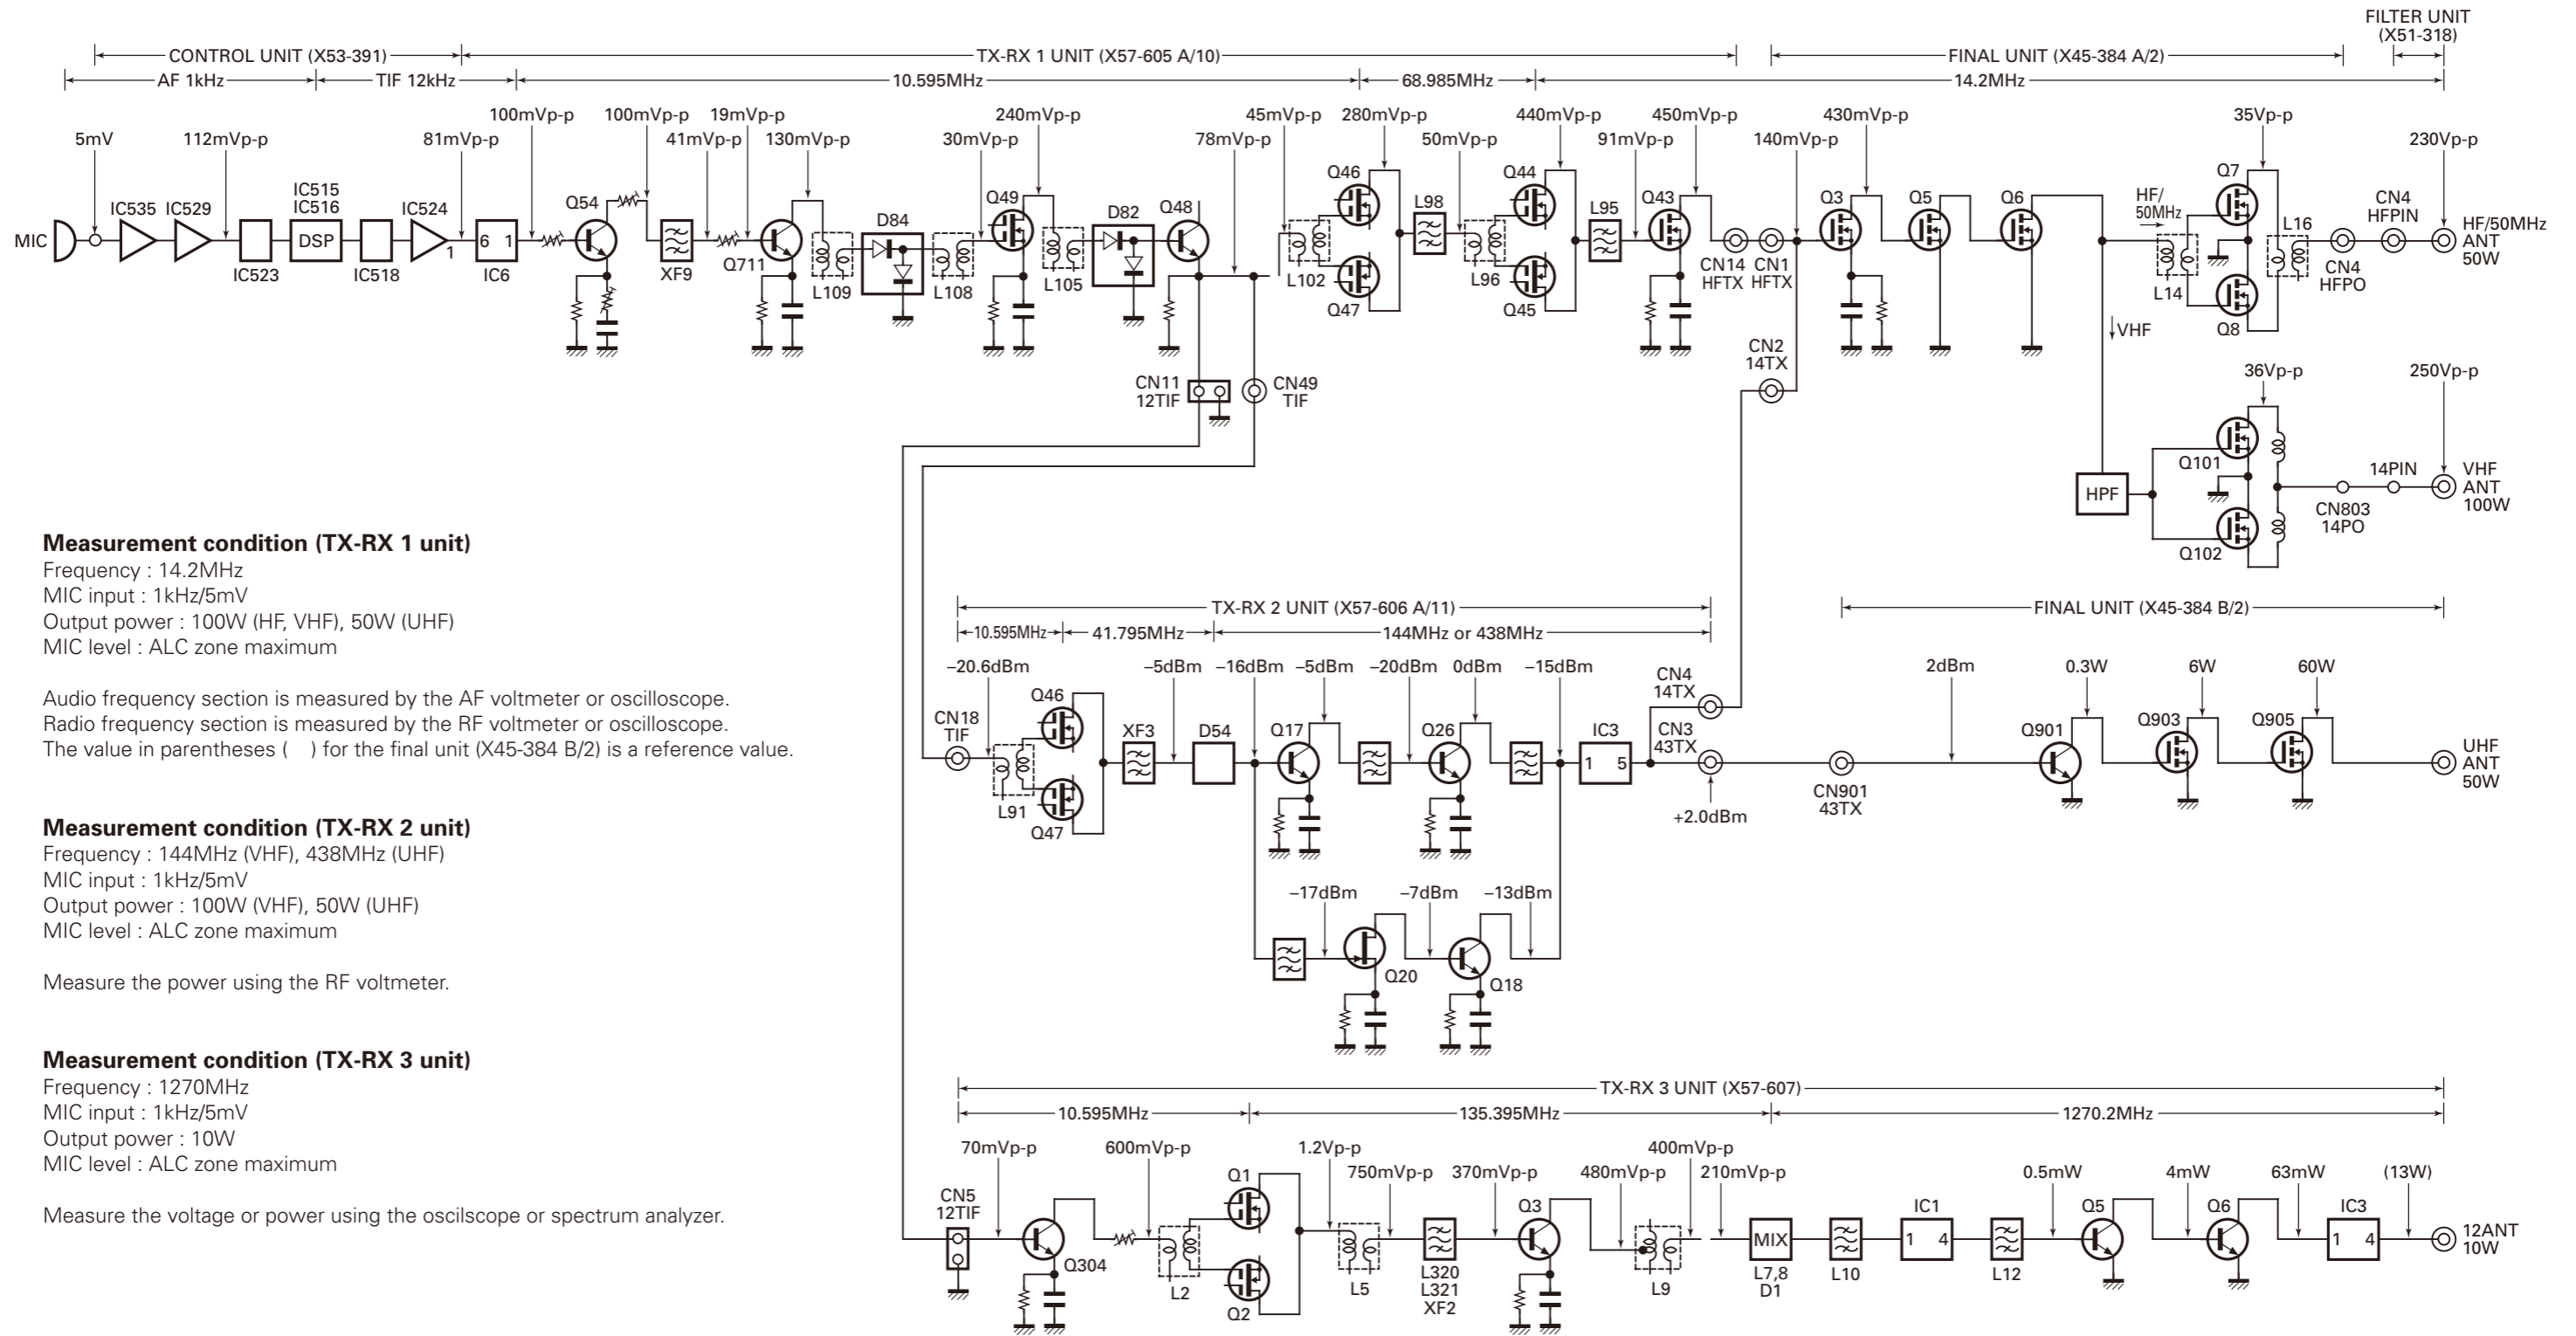 FILTER UNIT
(X51-318)
CONTROL UNIT (X53-391)
TX-RX 1 UNIT (X57-605 A/10)
FINAL UNIT (X45-384 A/2)
AF 1kHz
TIF 12kHz
10.595MHz
68.985MHz
14.2MHz
100mVp-p
100mVp-p
19mVp-p
240mVp-p
45mVp-p
280mVp-p
440mVp-p
450mVp-p
430mVp-p
35Vp-p
5mV
112mVp-p
81mVp-p
41mVp-p
130mVp-p
30mVp-p
78mVp-p
50mVp-p
91mVp-p
140mVp-p
230Vp-p
MIC
IC535
IC529
IC523
IC515
IC516
DSP
IC518
IC524
1
6 1
IC6
Q54
XF9
Q711
L109
D84
L108
Q49
L105
D82
Q48
L102
Q46
Q47
L98
L96
Q44
Q45
L95
Q43
CN14
HFTX
CN1
HFTX
Q3
Q5
Q6
HF/
50MHz
L14
Q7
Q8
L16
CN4
HFPO
CN4
HFPIN
HF/50MHz
ANT
50W
VHF
CN2
14TX
CN11
12TIF
CN49
TIF
36Vp-p
250Vp-p
HPF
Q101
Q102
CN803
14PO
14PIN
VHF
ANT
100W
Measurement condition (TX-RX 1 unit)
Frequency : 14.2MHz
MIC input : 1kHz/5mV
Output power : 100W (HF, VHF), 50W (UHF)
MIC level : ALC zone maximum
Audio frequency section is measured by the AF voltmeter or oscilloscope.
Radio frequency section is measured by the RF voltmeter or oscilloscope.
The value in parentheses ( ) for the final unit (X45-384 B/2) is a reference value.
Measurement condition (TX-RX 2 unit)
Frequency : 144MHz (VHF), 438MHz (UHF)
MIC input : 1kHz/5mV
Output power : 100W (VHF), 50W (UHF)
MIC level : ALC zone maximum
Measure the power using the RF voltmeter.
Measurement condition (TX-RX 3 unit)
Frequency : 1270MHz
MIC input : 1kHz/5mV
Output power : 10W
MIC level : ALC zone maximum
Measure the voltage or power using the oscilscope or spectrum analyzer.
TX-RX 2 UNIT (X57-606 A/11)
FINAL UNIT (X45-384 B/2)
10.595MHz
41.795MHz
144MHz or 438MHz
–20.6dBm
–5dBm
–16dBm
–5dBm
–20dBm
0dBm
–15dBm
2dBm
0.3W
6W
60W
CN18
TIF
L91
Q46
Q47
XF3
D54
Q17
Q26
IC3
1 5
CN4
14TX
CN3
43TX
+2.0dBm
CN901
43TX
Q901
Q903
Q905
UHF
ANT
50W
–17dBm
–7dBm
–13dBm
Q20
Q18
TX-RX 3 UNIT (X57-607)
10.595MHz
135.395MHz
1270.2MHz
70mVp-p
600mVp-p
1.2Vp-p
750mVp-p
370mVp-p
480mVp-p
400mVp-p
210mVp-p
0.5mW
4mW
63mW
(13W)
CN5
12TIF
Q304
L2
Q1
Q2
L5
L320
L321
XF2
Q3
L9
MIX
L7,8
D1
L10
IC1
1 4
L12
Q5
Q6
IC3
1 4
12ANT
10W